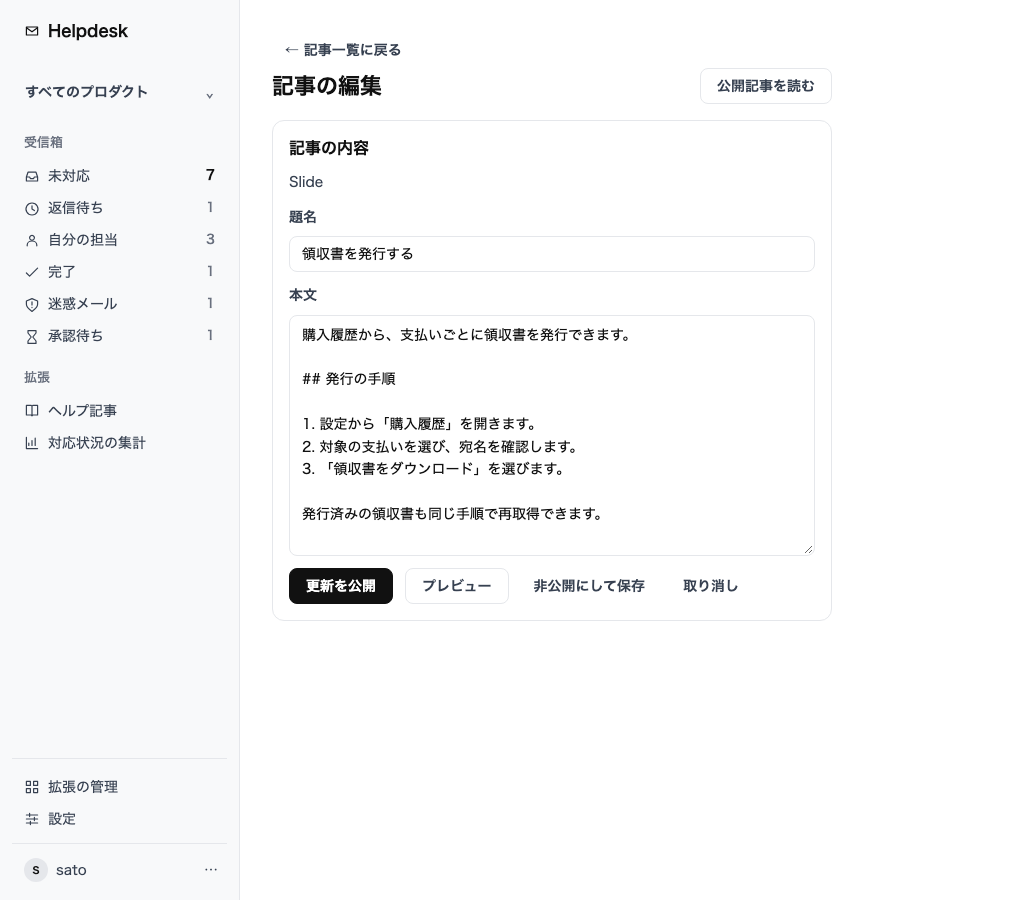 Helpdesk
すべてのプロダクト
受信箱
未対応 7
返信待ち 1
自分の担当 3
完了 1
迷惑メール 1
承認待ち 1
拡張
ヘルプ記事
対応状況の集計
拡張の管理
設定
S sato ...
← 記事一覧に戻る
記事の編集
公開記事を読む
記事の内容
Slide
題名
領収書を発行する
本文
購入履歴から、支払いごとに領収書を発行できます。
## 発行の手順
1. 設定から「購入履歴」を開きます。
2. 対象の支払いを選び、宛名を確認します。
3. 「領収書をダウンロード」を選びます。
発行済みの領収書も同じ手順で再取得できます。
更新を公開 プレビュー 非公開にして保存 取り消し